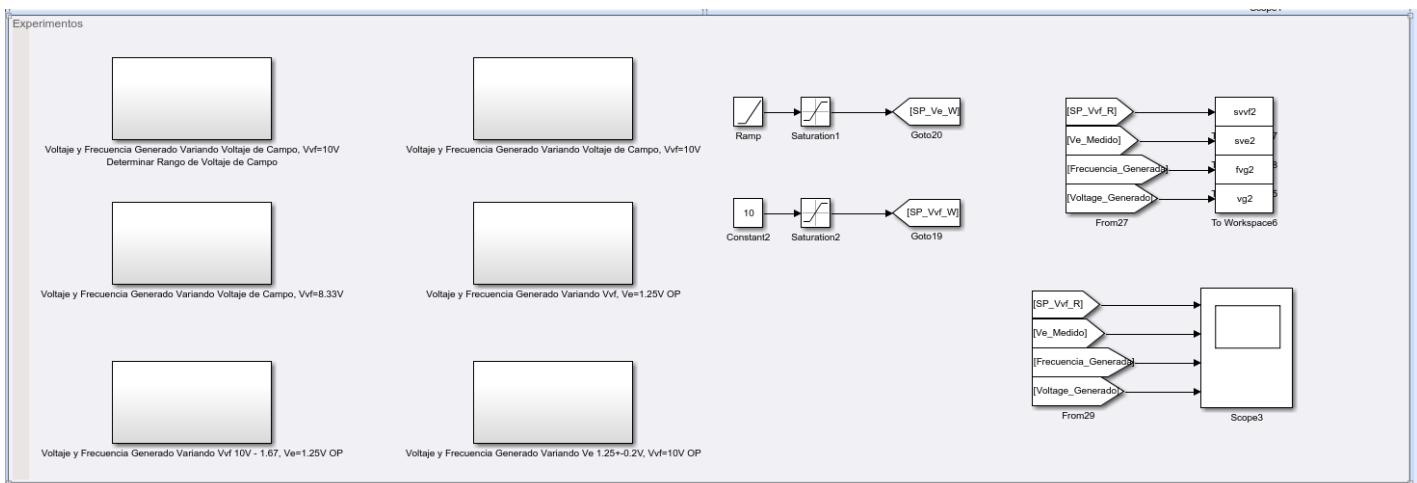 Experimentos
Voltaje y Frecuencia Generado Variando Voltaje de Campo, Vvf=10V
Determinar Rango de Voltaje de Campo
Voltaje y Frecuencia Generado Variando Voltaje de Campo, Vvf=10V
Voltaje y Frecuencia Generado Variando Voltaje de Campo, Vvf=8.33V
Voltaje y Frecuencia Generado Variando Vvf, Ve=1.25V OP
Voltaje y Frecuencia Generado Variando Vvf 10V - 1.67, Ve=1.25V OP
Voltaje y Frecuencia Generado Variando Ve 1.25+-0.2V, Vvf=10V OP
Ramp
Saturation1
[SP_Ve_W]
Goto20
10
Constant2
Saturation2
[SP_Vvf_W]
Goto19
[SP_Vvf_R]
svvf2
[Ve_Medido]
sve2
[Frecuencia_Generada]
fvg2
[Voltage_Generado]
vg2
From27
To Workspace6
[SP_Vvf_R]
[Ve_Medido]
[Frecuencia_Generada]
[Voltage_Generado]
From29
Scope3